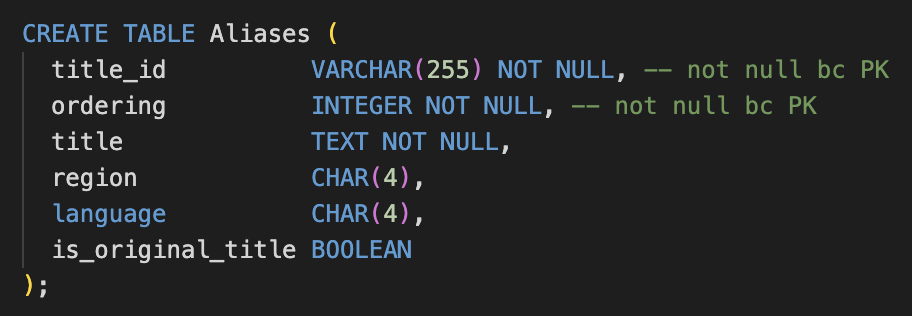 CREATE TABLE Aliases (
title_id VARCHAR(255) NOT NULL, -- not null bc PK
ordering INTEGER NOT NULL, -- not null bc PK
title TEXT NOT NULL,
region CHAR(4),
language CHAR(4),
is_original_title BOOLEAN
);